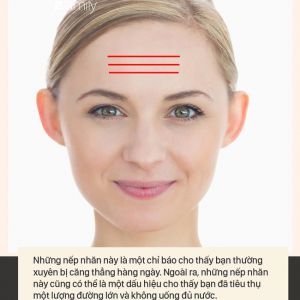 Family
Những nếp nhăn này là một chỉ báo cho thấy bạn thường
xuyên bị căng thẳng hàng ngày. Ngoài ra, những nếp nhăn
này cũng có thể là một dấu hiệu cho thấy bạn đã tiêu thụ
một lượng đường lớn và không uống đủ nước.